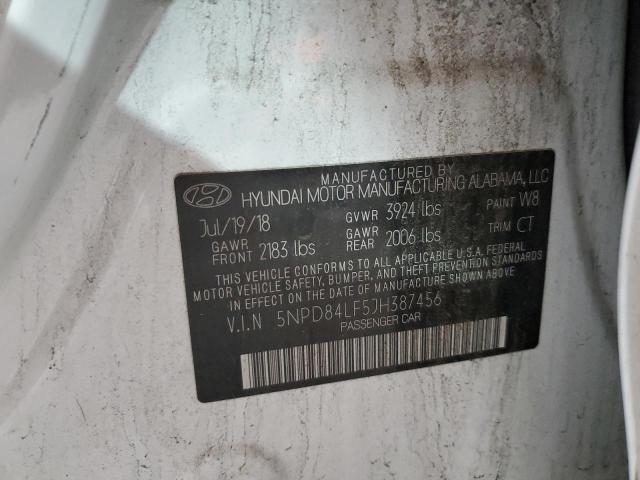 MANUFACTURED BY
HYUNDAI MOTOR MANUFACTURING ALABAMA, LLC
Jul/19/18 GVWR 3924 lbs PAINT W8
GAWR FRONT 2183 lbs GAWR REAR 2006 lbs TRIM CT
THIS VEHICLE CONFORMS TO ALL APPLICABLE U.S.A. FEDERAL
MOTOR VEHICLE SAFETY, BUMPER, AND THEFT PREVENTION STANDARDS
IN EFFECT ON THE DATE OF MANUFACTURE SHOWN ABOVE
V.I.N 5NPD84LF5JH387456
PASSENGER CAR